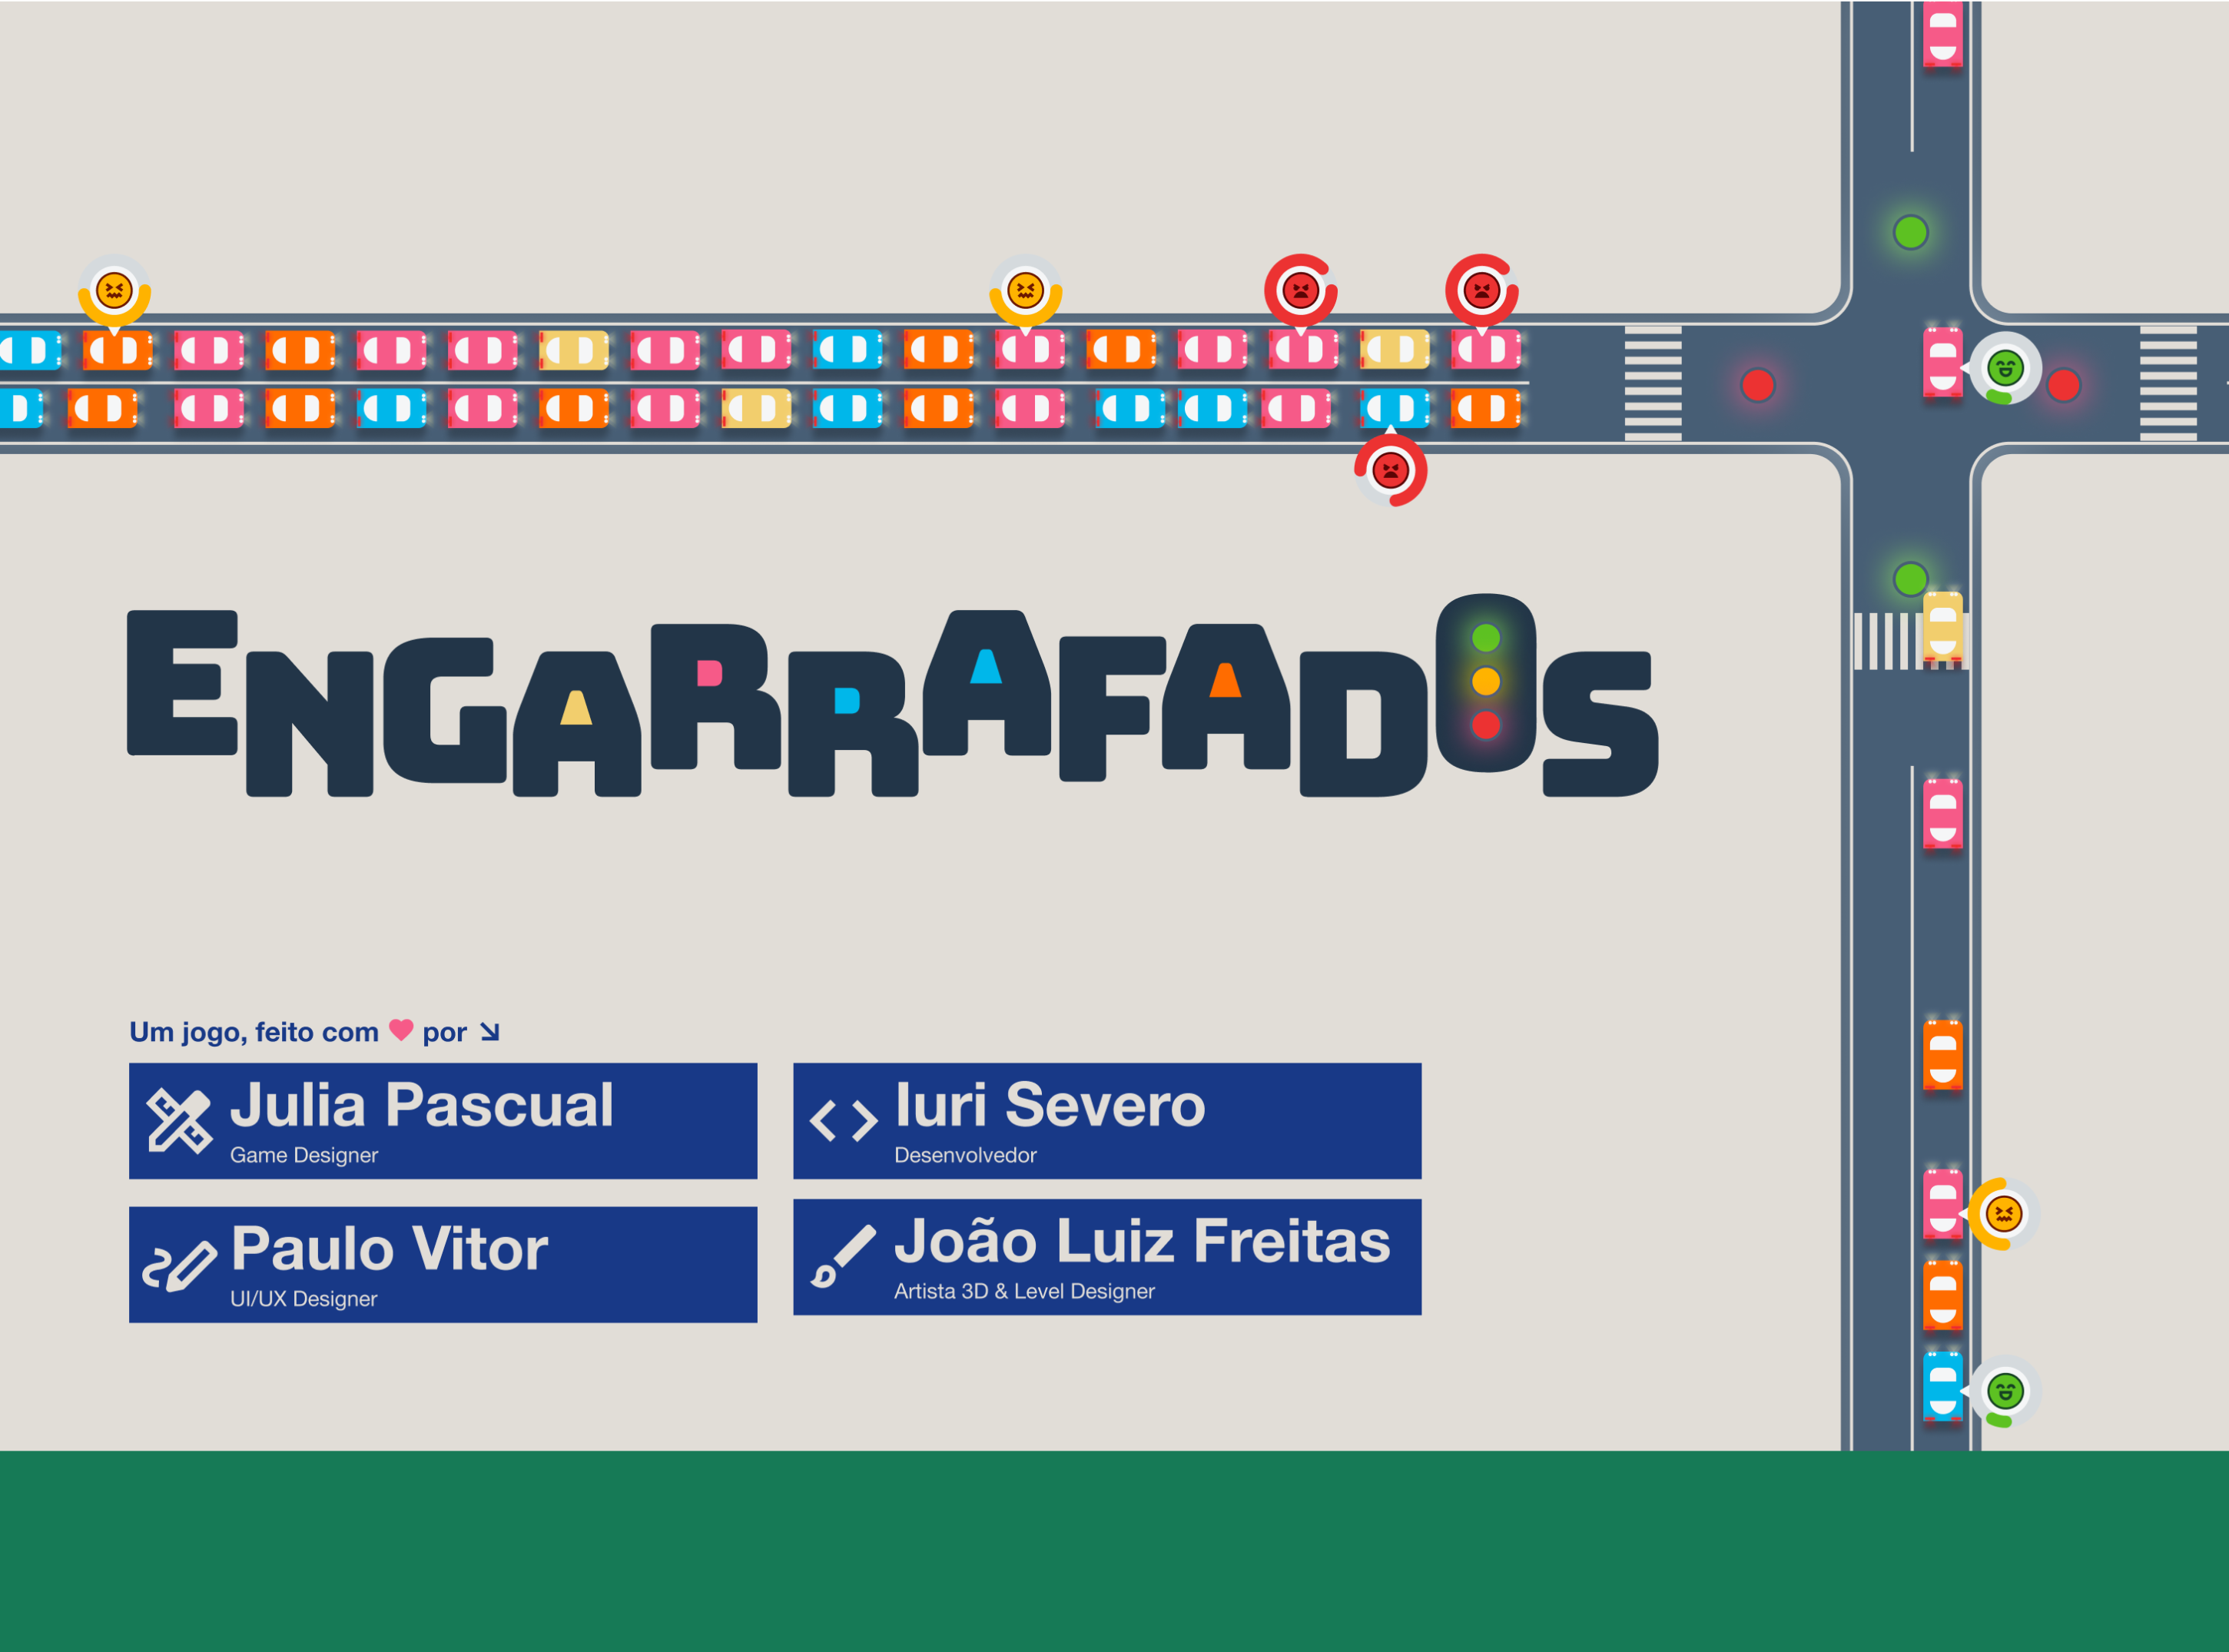 ENGARRAFADOS
Um jogo, feito com por
Julia Pascual
Game Designer
Iuri Severo
Desenvolvedor
Paulo Vitor
UI/UX Designer
João Luiz Freitas
Artista 3D & Level Designer